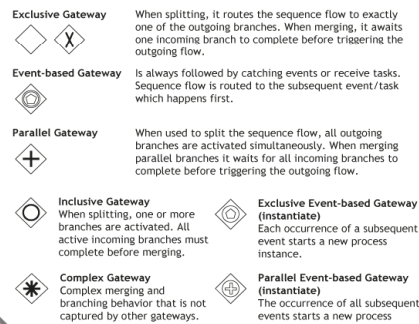 Exclusive Gateway
When splitting, it routes the sequence flow to exactly
one of the outgoing branches. When merging, it awaits
one incoming branch to complete before triggering the
outgoing flow.
Event-based Gateway
Is always followed by catching events or receive tasks.
Sequence flow is routed to the subsequent event/task
which happens first.
Parallel Gateway
When used to split the sequence flow, all outgoing
branches are activated simultaneously. When merging
parallel branches it waits for all incoming branches to
complete before triggering the outgoing flow.
Inclusive Gateway
When splitting, one or more
branches are activated. All
active incoming branches must
complete before merging.
Exclusive Event-based Gateway
(instantiate)
Each occurrence of a subsequent
event starts a new process
instance.
Complex Gateway
Complex merging and
branching behavior that is not
captured by other gateways.
Parallel Event-based Gateway
(instantiate)
The occurrence of all subsequent
events starts a new process